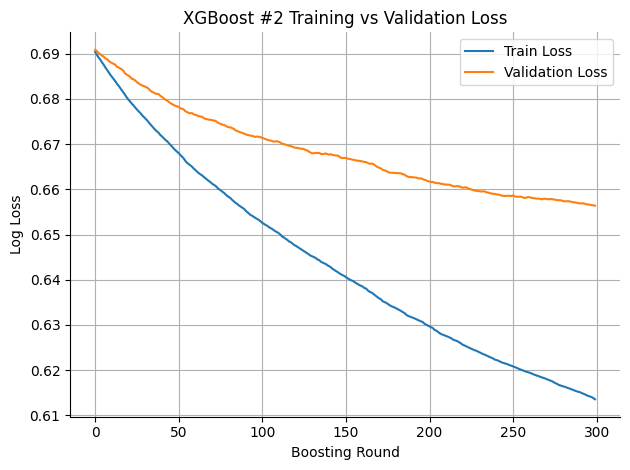 XGBoost #2 Training vs Validation Loss
Train Loss
Validation Loss
Log Loss
0.69
0.68
0.67
0.66
0.65
0.64
0.63
0.62
0.61
0 50 100 150 200 250 300
Boosting Round